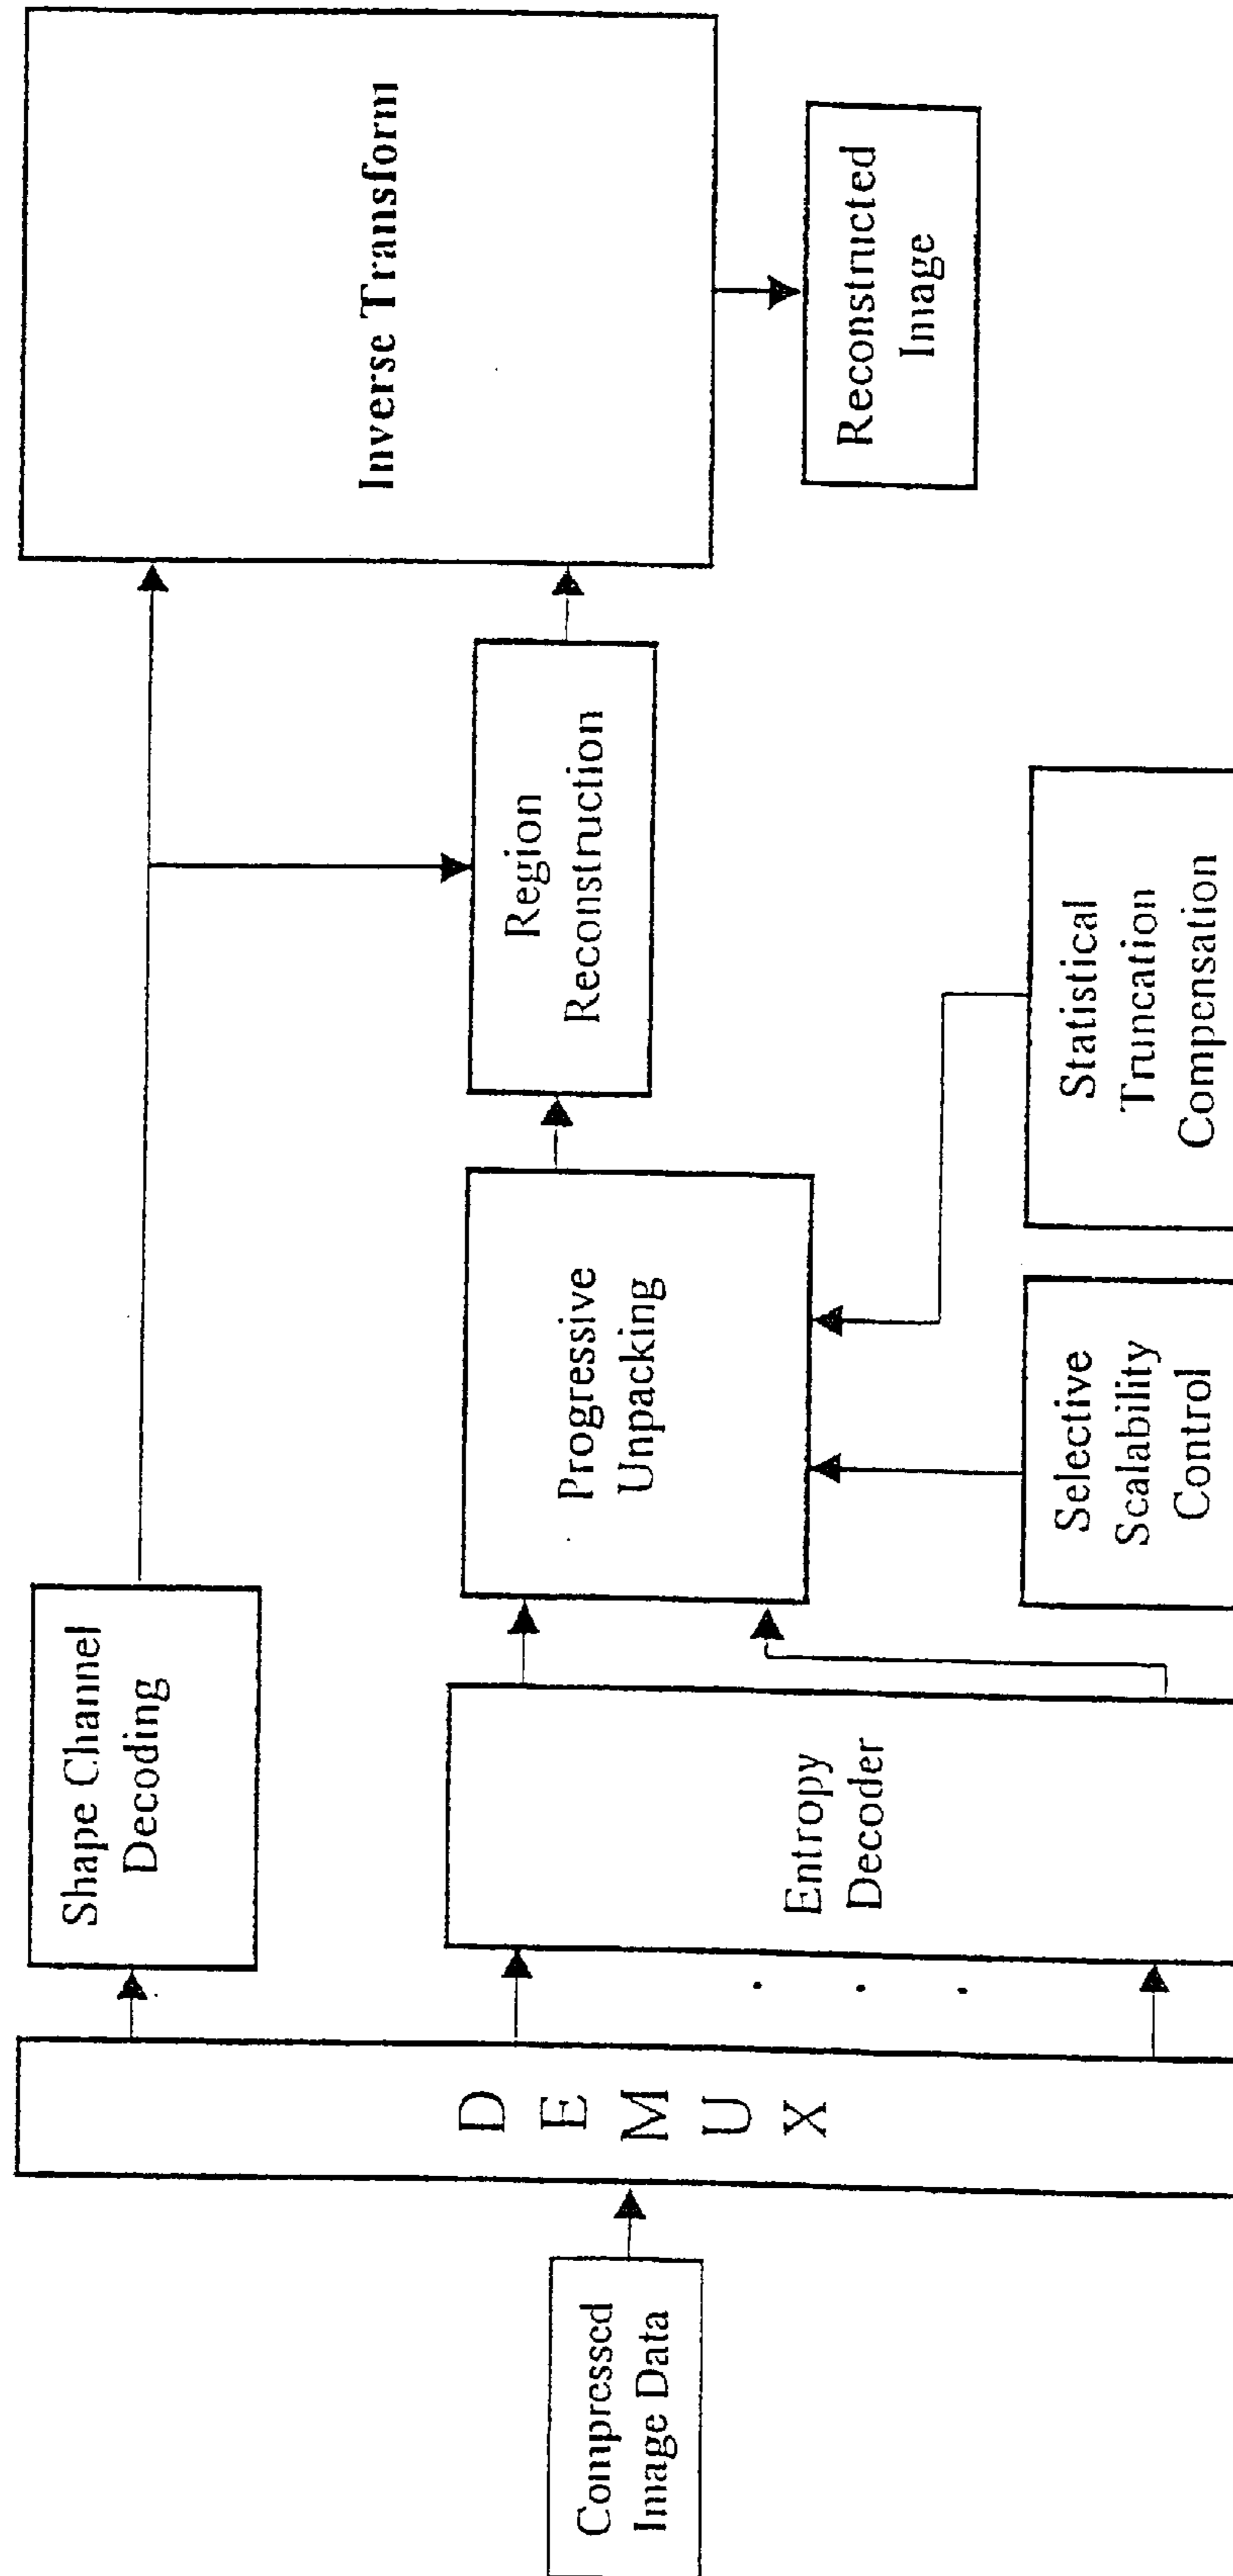 Compressed
Image Data
D
E
M
U
X
Shape Channel
Decoding
Entropy
Decoder
Progressive
Unpacking
Selective
Scalability
Control
Statistical
Truncation
Compensation
Region
Reconstruction
Inverse Transform
Reconstructed
Image